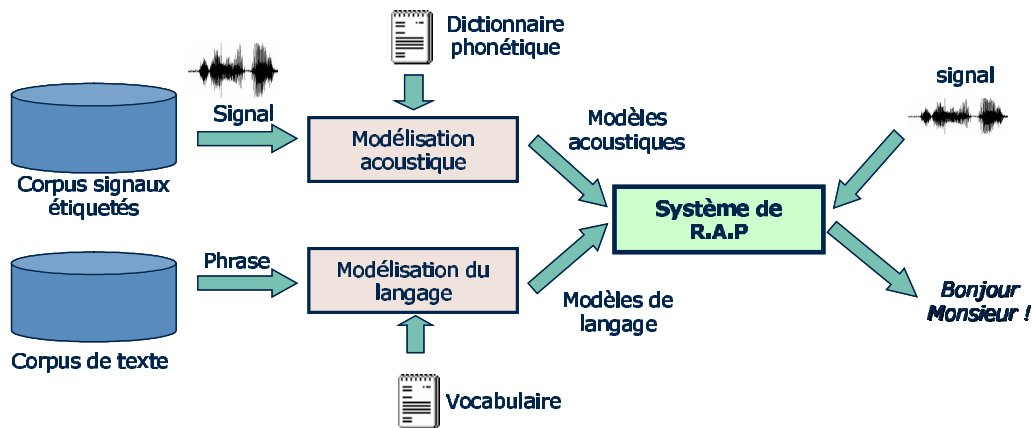 Dictionnaire
phonétique
signal
Signal
Modélisation
acoustique
Modèles
acoustiques
Corpus signaux
étiquetés
Système de
R.A.P
Phrase
Modélisation du
langage
Modèles de
langage
Bonjour
Monsieur !
Corpus de texte
Vocabulaire